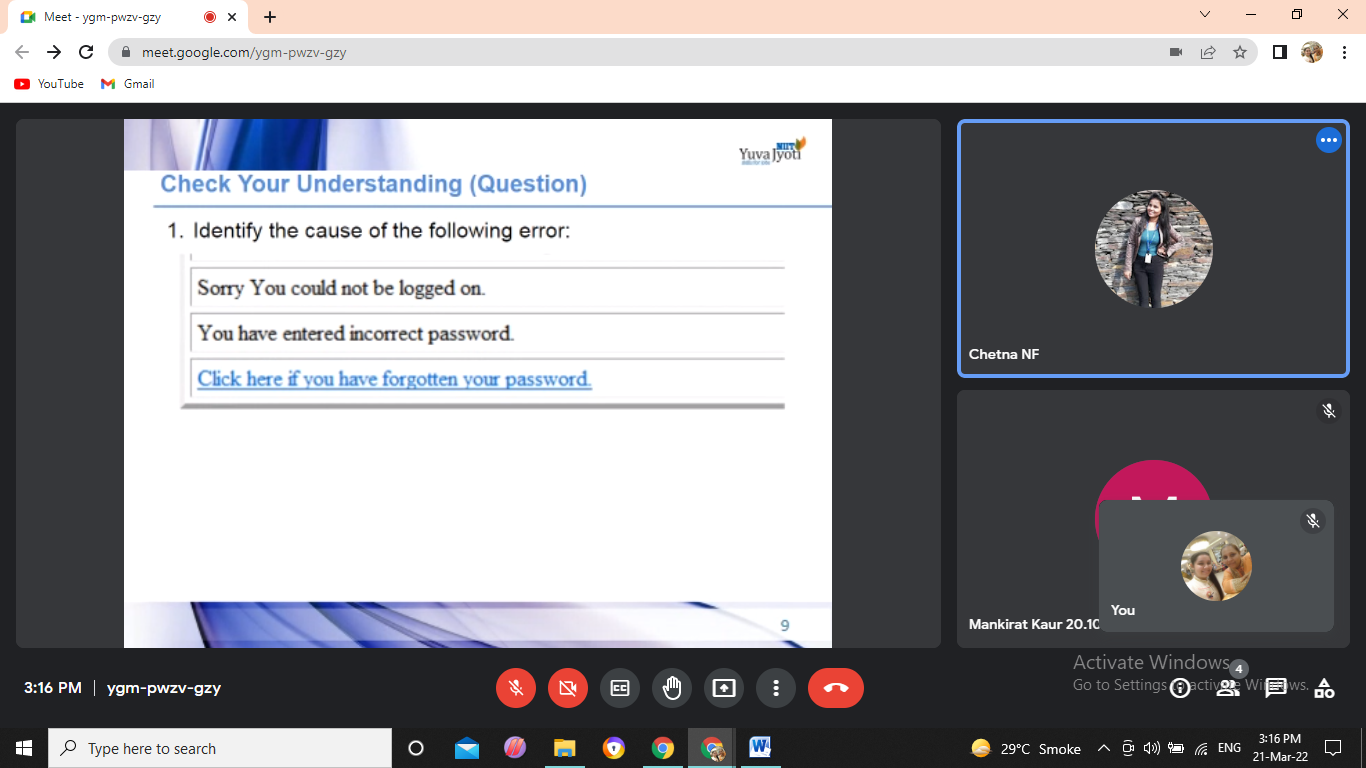 Meet - ygm-pwzv-gzy
meet.google.com/ygm-pwzv-gzy
YouTube
Gmail
NIIT
Yuva Jyoti
Check Your Understanding (Question)
1. Identify the cause of the following error:
Sorry You could not be logged on.
You have entered incorrect password.
Click here if you have forgotten your password.
9
Chetna NF
Mankirat Kaur 20.10
You
3:16 PM | ygm-pwzv-gzy
CC
4
Activate Windows
Go to Settings to activate Windows.
Type here to search
29°C Smoke
ENG
3:16 PM
21-Mar-22